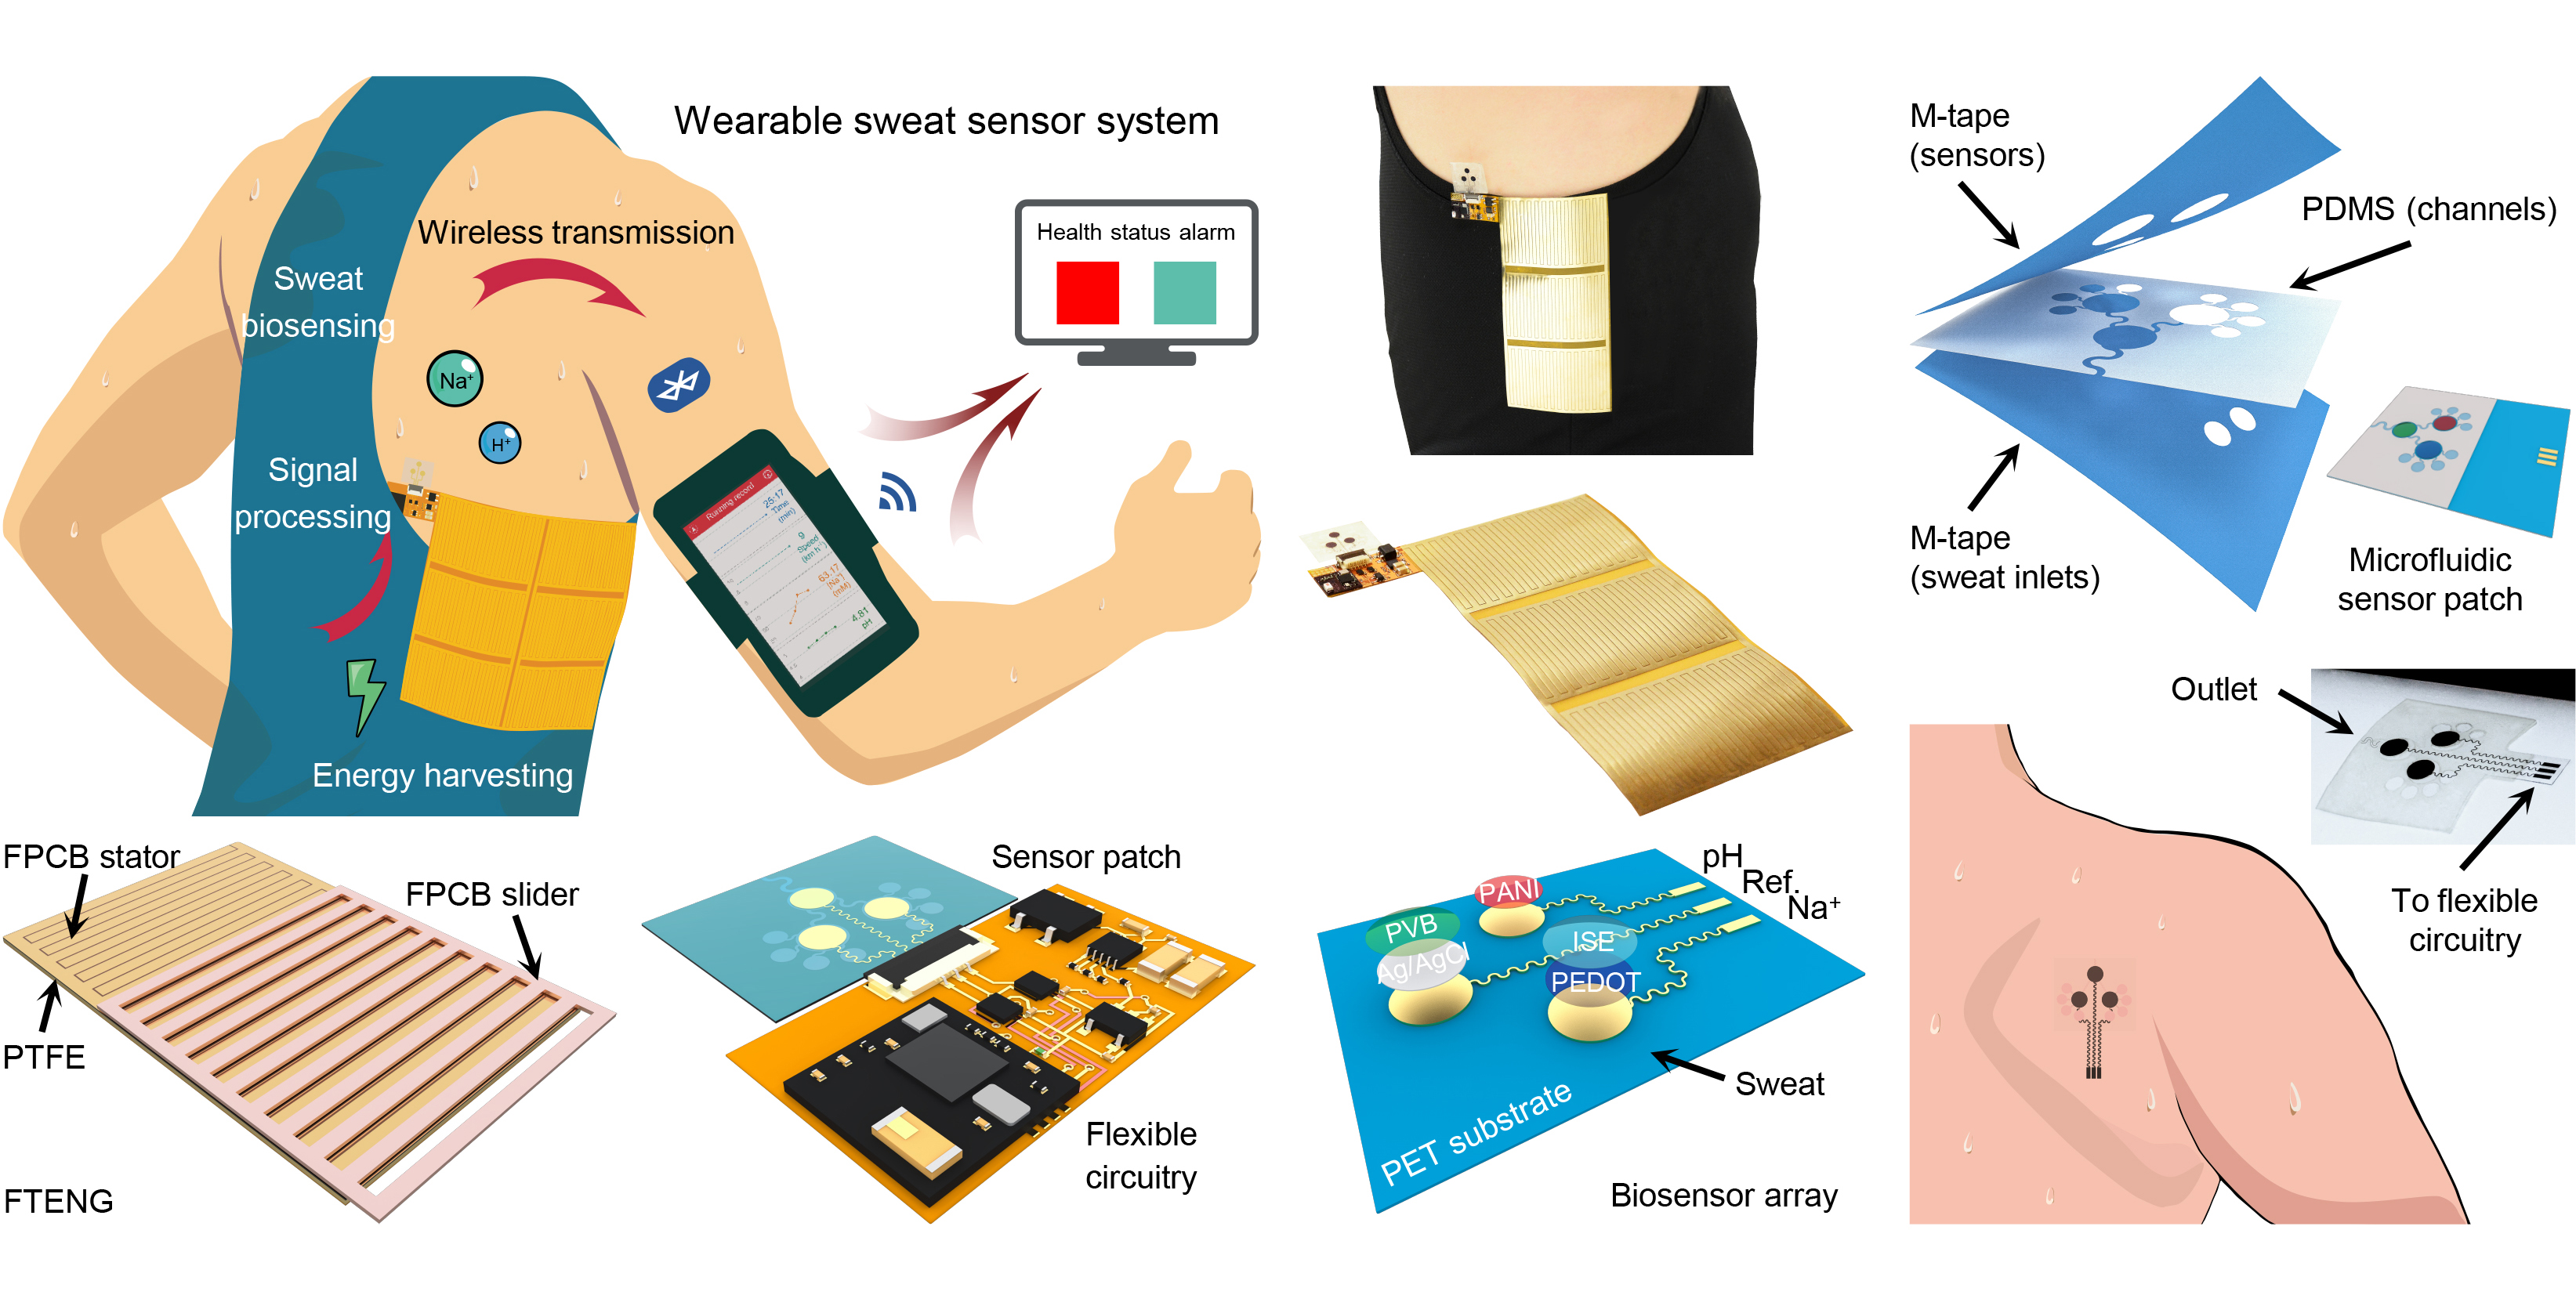 Wearable sweat sensor system
Wireless transmission
Sweat
biosensing
Na⁺
H⁺
Signal
processing
Energy harvesting
Health status alarm
Running record
25:17
Time
(min)
9
Speed
(km h⁻¹)
63.17
[Na⁺]
(mM)
4.81
pH
M-tape
(sensors)
PDMS (channels)
M-tape
(sweat inlets)
Microfluidic
sensor patch
Outlet
To flexible
circuitry
FPCB stator
FPCB slider
PTFE
FTENG
Sensor patch
Flexible
circuitry
pH
Ref.
Na⁺
PANI
PVB
Ag/AgCl
ISE
PEDOT
Sweat
PET substrate
Biosensor array